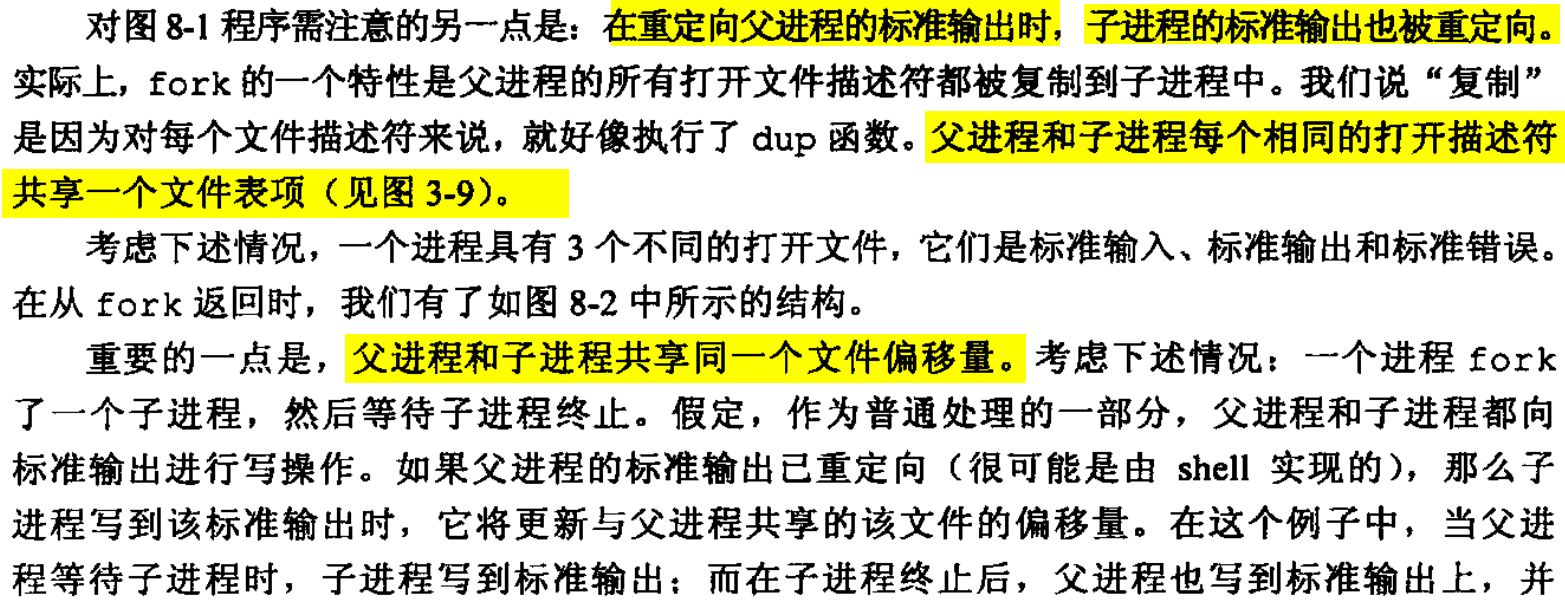 对图 8-1 程序需注意的另一点是：在重定向父进程的标准输出时，子进程的标准输出也被重定向。
实际上，fork 的一个特性是父进程的所有打开文件描述符都被复制到子进程中。我们说“复制”
是因为对每个文件描述符来说，就好像执行了 dup 函数。父进程和子进程每个相同的打开描述符
共享一个文件表项（见图 3-9）。
考虑下述情况，一个进程具有 3 个不同的打开文件，它们是标准输入、标准输出和标准错误。
在从 fork 返回时，我们有了如图 8-2 中所示的结构。
重要的一点是，父进程和子进程共享同一个文件偏移量。考虑下述情况：一个进程 fork
了一个子进程，然后等待子进程终止。假定，作为普通处理的一部分，父进程和子进程都向
标准输出进行写操作。如果父进程的标准输出已重定向（很可能是由 shell 实现的），那么子
进程写到该标准输出时，它将更新与父进程共享的该文件的偏移量。在这个例子中，当父进
程等待子进程时，子进程写到标准输出；而在子进程终止后，父进程也写到标准输出上，并